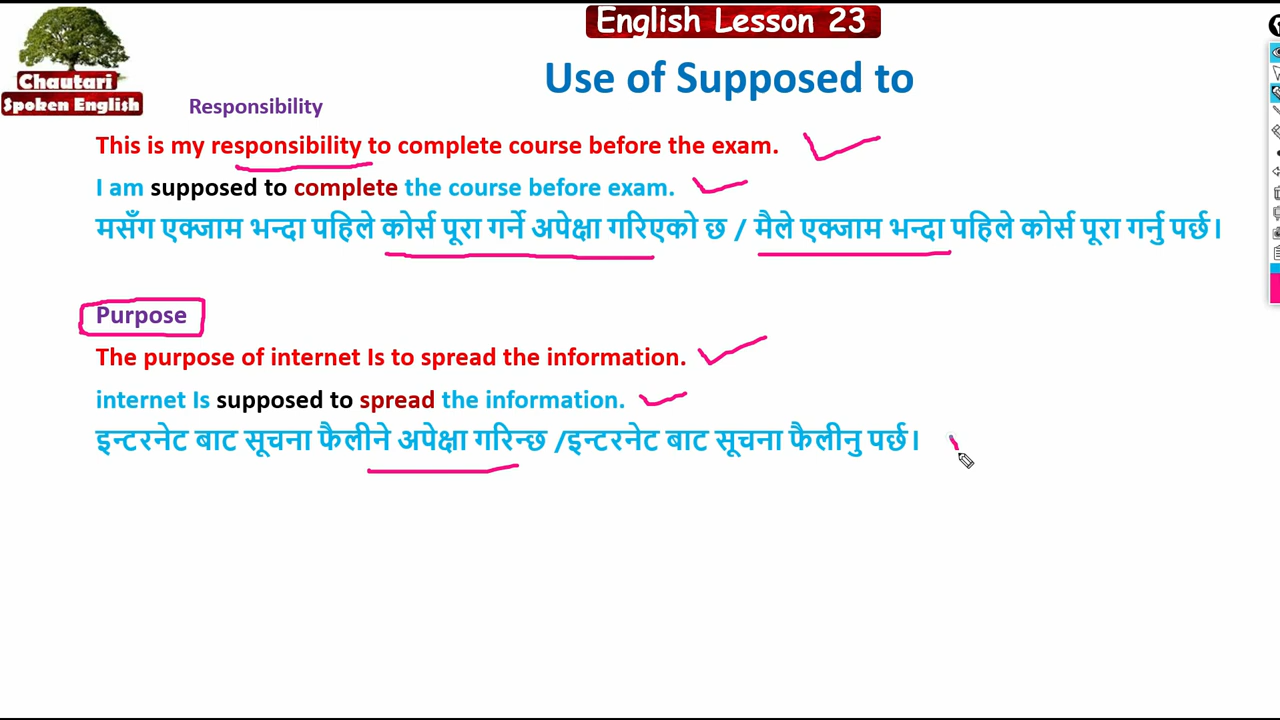 English Lesson 23
Chautari
Spoken English
Use of Supposed to
Responsibility
This is my responsibility to complete course before the exam.
I am supposed to complete the course before exam.
मसँग एक्जाम भन्दा पहिले कोर्स पूरा गर्ने अपेक्षा गरिएको छ / मैले एक्जाम भन्दा पहिले कोर्स पूरा गर्नु पर्छ।
Purpose
The purpose of internet Is to spread the information.
internet Is supposed to spread the information.
इन्टरनेट बाट सूचना फैलीने अपेक्षा गरिन्छ /इन्टरनेट बाट सूचना फैलीनु पर्छ।